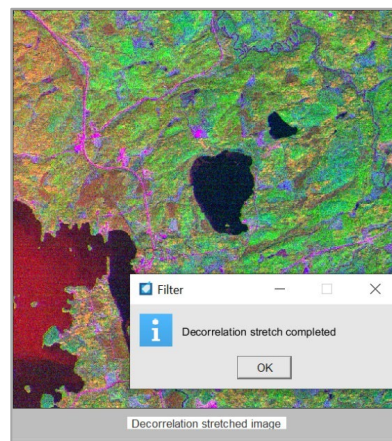 Filter
Decorrelation stretch completed
OK
Decorrelation stretched image